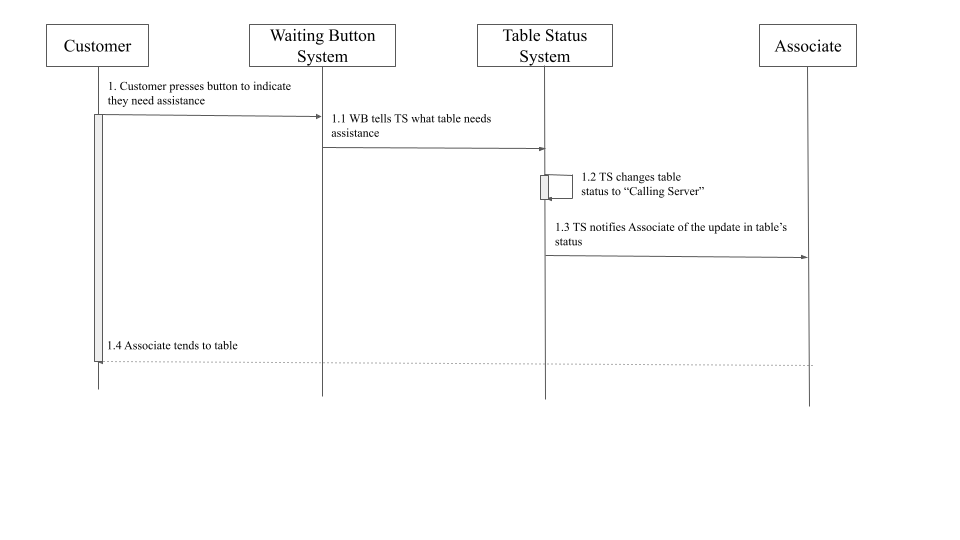 Customer
Waiting Button
System
Table Status
System
Associate
1. Customer presses button to indicate
they need assistance
1.1 WB tells TS what table needs
assistance
1.2 TS changes table
status to “Calling Server”
1.3 TS notifies Associate of the update in table’s
status
1.4 Associate tends to table